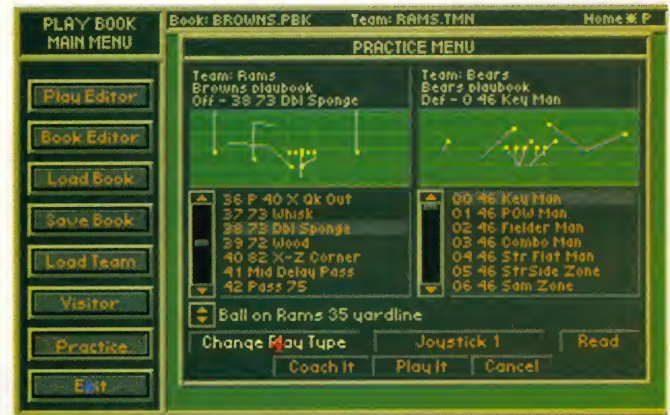 PLAY BOOK
MAIN MENU
Play Editor
Book Editor
Load Book
Save Book
Load Team
Visitor
Practice
Exit
Book: BROWNS.PBK Team: RAMS.TMN Home P
PRACTICE MENU
Team: Rams
Browns playbook
Off - 38 73 Dbl Sponge
Team: Bears
Bears playbook
Def - 0 46 Key Man
36 P 40 X Qk Out
37 73 Whisk
38 73 Dbl Sponge
39 72 Wood
40 82 X-Z Corner
41 Mid Delay Pass
42 Pass 75
00 46 Key Man
01 46 POW Man
02 46 Fielder Man
03 46 Combo Man
04 46 Str Flat Man
05 46 StrSide Zone
06 46 Sam Zone
Ball on Rams 35 yardline
Change Play Type Joystick 1 Read
Coach It Play It Cancel